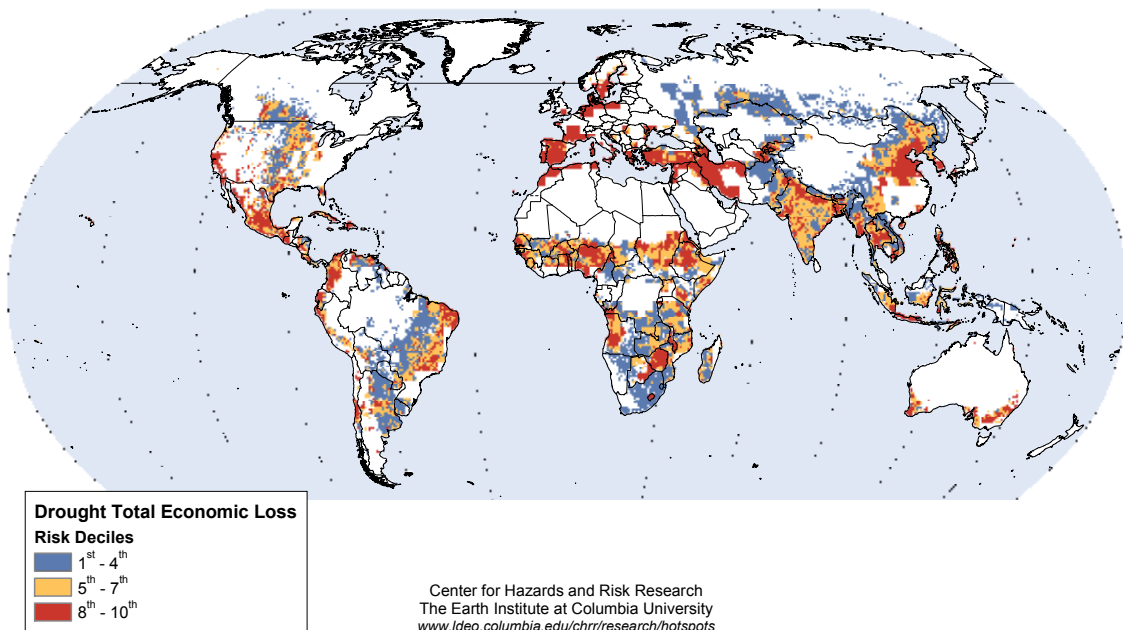 Drought Total Economic Loss
Risk Deciles
1st - 4th
5th - 7th
8th - 10th
Center for Hazards and Risk Research
The Earth Institute at Columbia University
www.ldeo.columbia.edu/chrr/research/hotspots